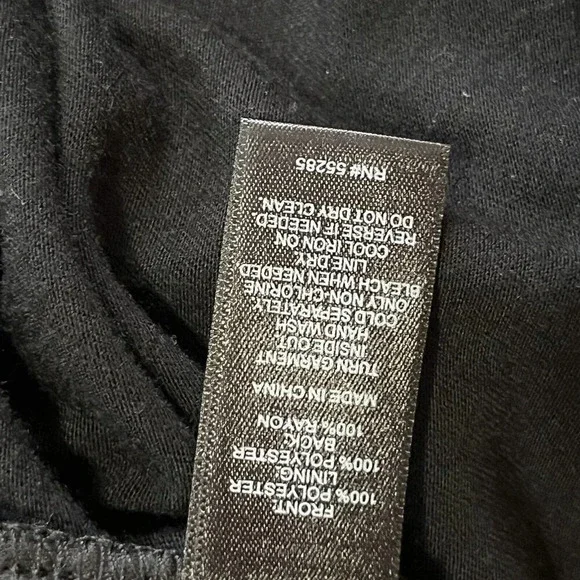 FRONT:
100% POLYESTER
LINING:
100% POLYESTER
BACK:
100% RAYON
MADE IN CHINA
TURN GARMENT
INSIDE OUT
HAND WASH
COLD SEPARATELY
ONLY NON-CHLORINE
BLEACH WHEN NEEDED
LINE DRY
COOL IRON ON
REVERSE IF NEEDED
DO NOT DRY CLEAN.
RN# 55285